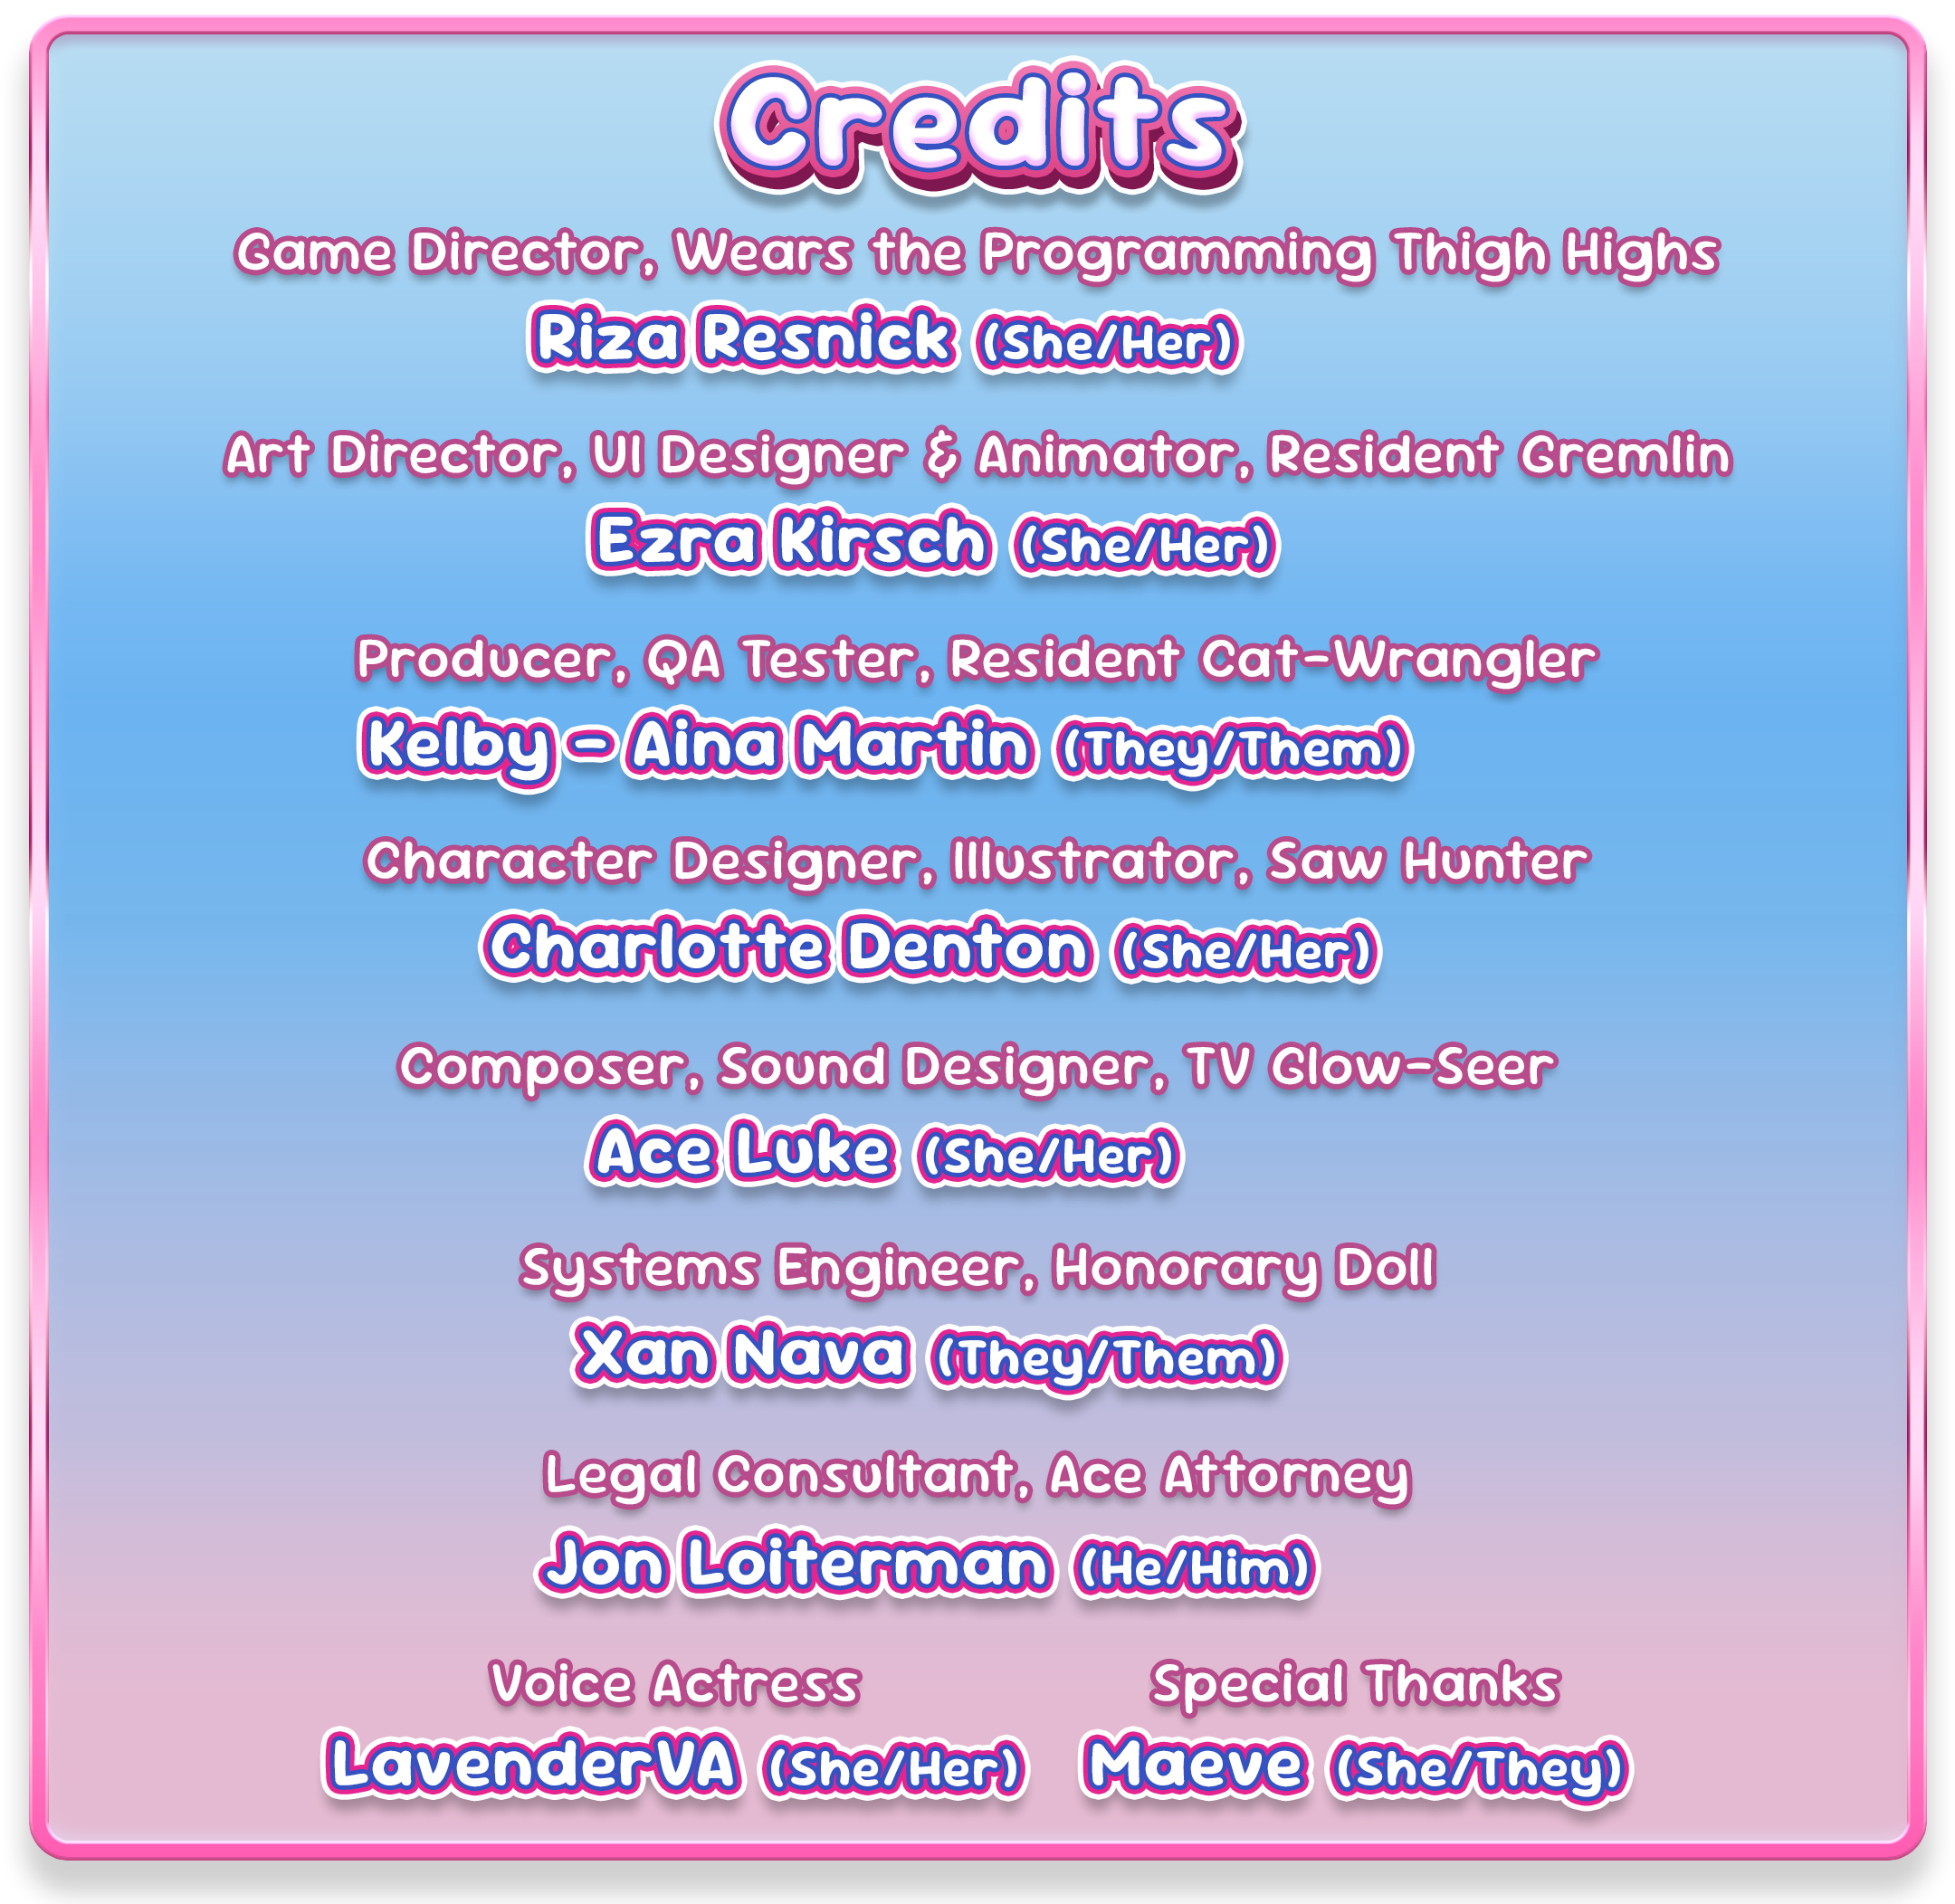 Credits
Game Director, Wears the Programming Thigh Highs
Riza Resnick (She/Her)
Art Director, UI Designer & Animator, Resident Gremlin
Ezra Kirsch (She/Her)
Producer, QA Tester, Resident Cat-Wrangler
Kelby - Aina Martin (They/Them)
Character Designer, Illustrator, Saw Hunter
Charlotte Denton (She/Her)
Composer, Sound Designer, TV Glow-Seer
Ace Luke (She/Her)
Systems Engineer, Honorary Doll
Xan Nava (They/Them)
Legal Consultant, Ace Attorney
Jon Loiterman (He/Him)
Voice Actress
LavenderVA (She/Her)
Special Thanks
Maeve (She/They)